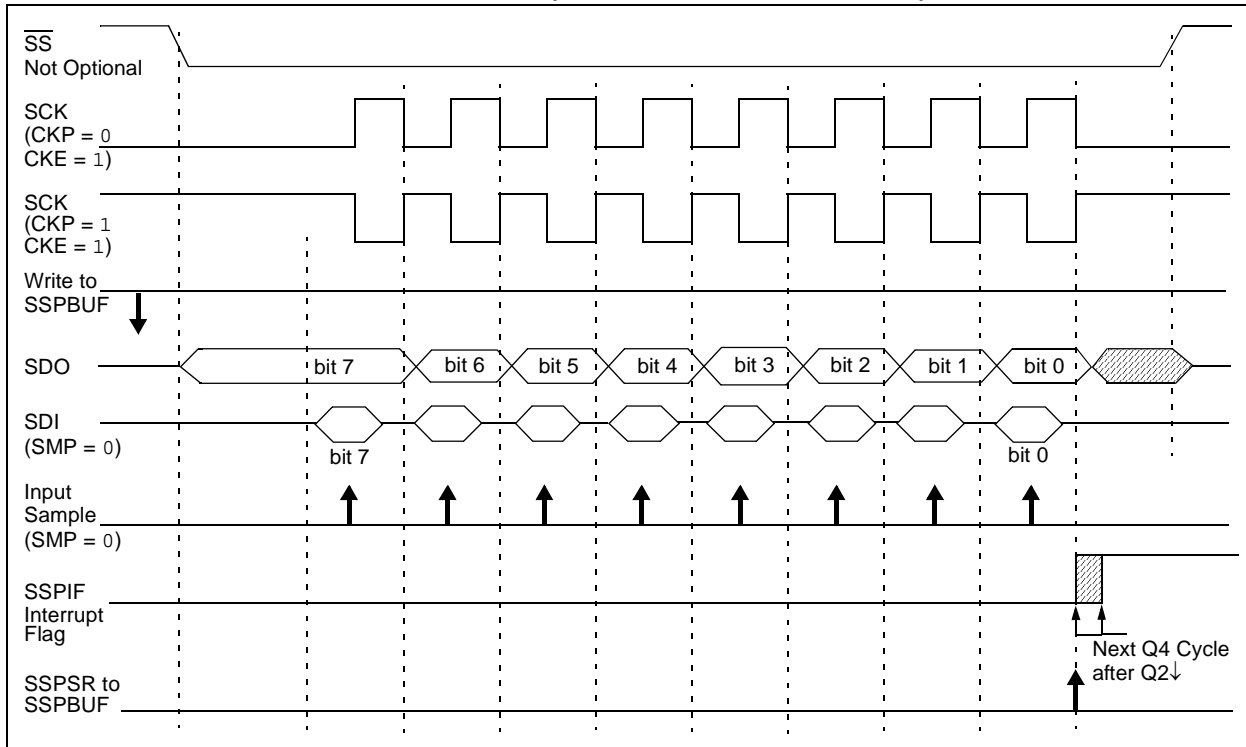 SS
Not Optional
SCK
(CKP = 0
CKE = 1)
SCK
(CKP = 1
CKE = 1)
Write to
SSPBUF
SDO
bit 7
bit 6
bit 5
bit 4
bit 3
bit 2
bit 1
bit 0
SDI
(SMP = 0)
bit 7
bit 0
Input
Sample
(SMP = 0)
SSPIF
Interrupt
Flag
Next Q4 Cycle
after Q2↓
SSPSR to
SSPBUF